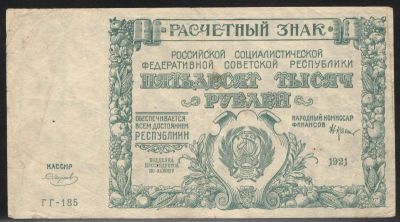 РАСЧЕТНЫЙ ЗНАК
РОССИЙСКОЙ СОЦИАЛИСТИЧЕСКОЙ
ФЕДЕРАТИВНОЙ СОВЕТСКОЙ РЕСПУБЛИКИ
ПЯТЬДЕСЯТ ТЫСЯЧ
РУБЛЕЙ
ОБЕСПЕЧИВАЕТСЯ
ВСЕМ ДОСТОЯНИЕМ
РЕСПУБЛИКИ
НАРОДНЫЙ КОМИССАР
ФИНАНСОВ
ПОДДЕЛКА
ПРЕСЛЕДУЕТСЯ
ПО ЗАКОНУ
1921
КАССИР
ГГ-185